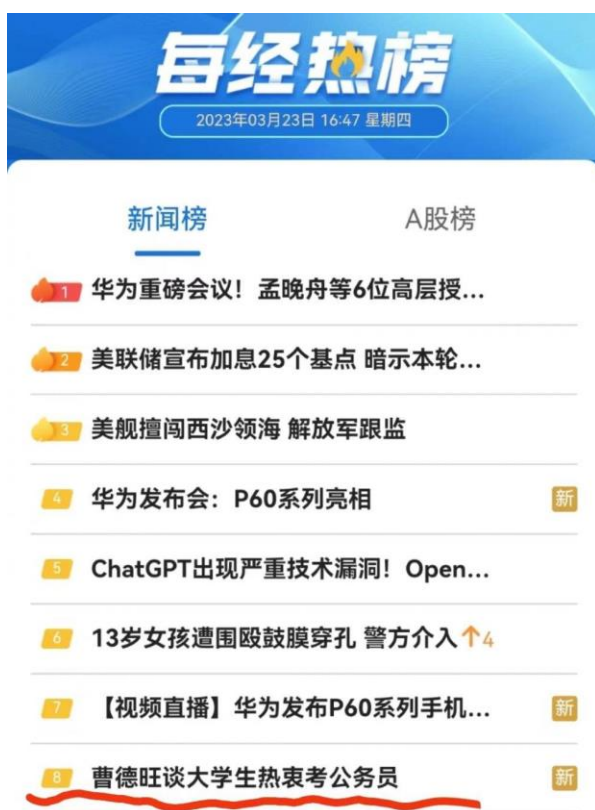 每经热榜
2023年03月23日 16:47 星期四
新闻榜 A股榜
1 华为重磅会议！孟晚舟等6位高层授...
2 美联储宣布加息25个基点 暗示本轮...
3 美舰擅闯西沙领海 解放军跟监
4 华为发布会：P60系列亮相 新
5 ChatGPT出现严重技术漏洞！Open...
6 13岁女孩遭围殴鼓膜穿孔 警方介入↑4
7 【视频直播】华为发布P60系列手机... 新
8 曹德旺谈大学生热衷考公务员 新